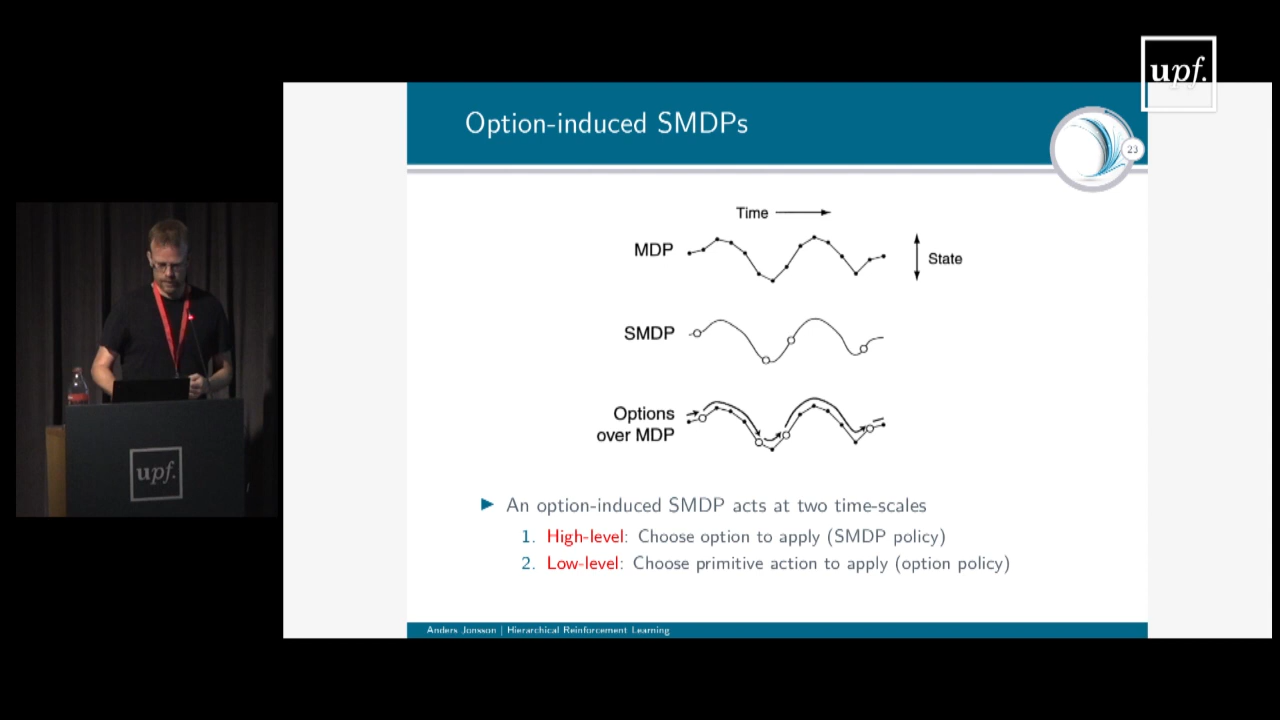 upf.
Option-induced SMDPs
23
Time
MDP
State
SMDP
Options
over MDP
An option-induced SMDP acts at two time-scales
1. High-level: Choose option to apply (SMDP policy)
2. Low-level: Choose primitive action to apply (option policy)
upf.
Anders Jonsson | Hierarchical Reinforcement Learning